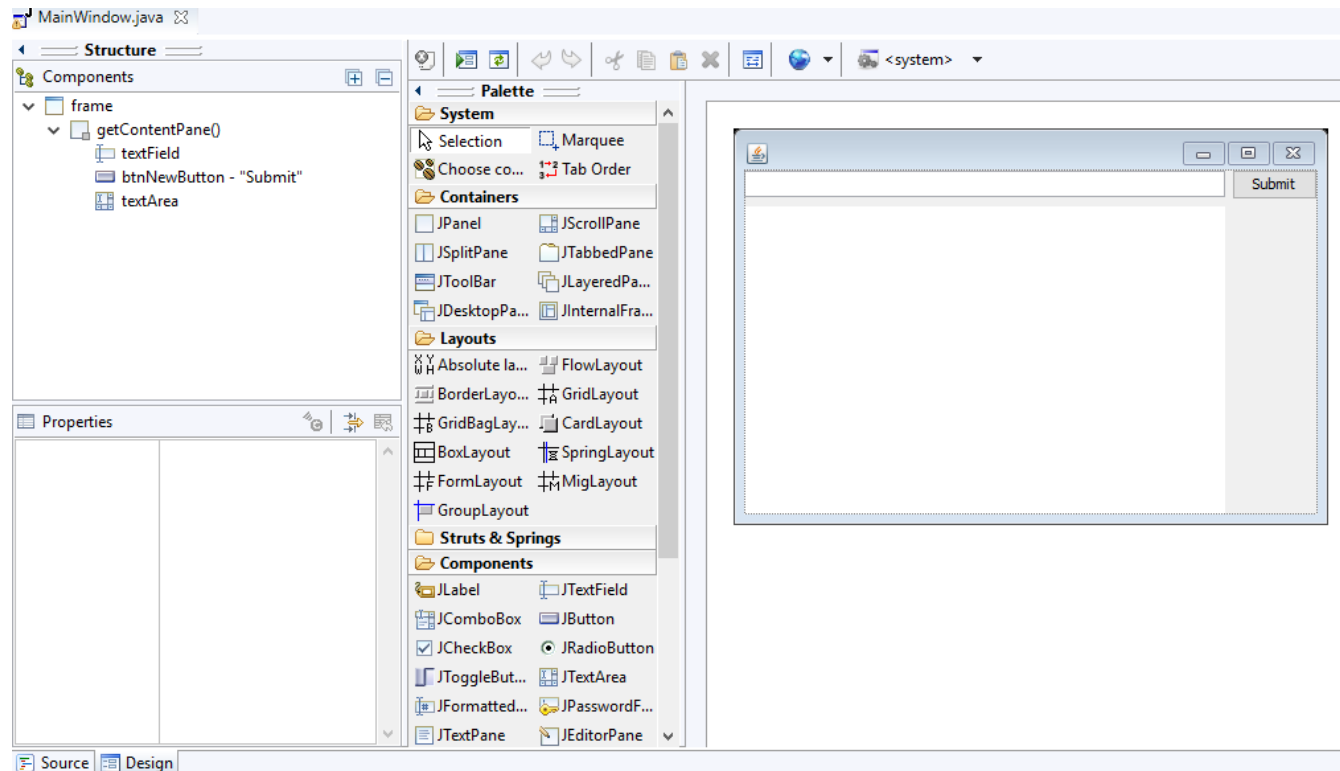 MainWindow.java
Structure
Components
frame
getContentPane()
textField
btnNewButton - "Submit"
textArea
Properties
<system>
Palette
System
Selection
Marquee
Choose co...
Tab Order
Containers
JPanel
JScrollPane
JSplitPane
JTabbedPane
JToolBar
JLayeredPa...
JDesktopPa...
JInternalFra...
Layouts
Absolute la...
FlowLayout
BorderLayo...
GridLayout
GridBagLay...
CardLayout
BoxLayout
SpringLayout
FormLayout
MigLayout
GroupLayout
Struts & Springs
Components
JLabel
JTextField
JComboBox
JButton
JCheckBox
JRadioButton
JToggleBut...
JTextArea
JFormatted...
JPasswordF...
JTextPane
JEditorPane
Submit
Source
Design